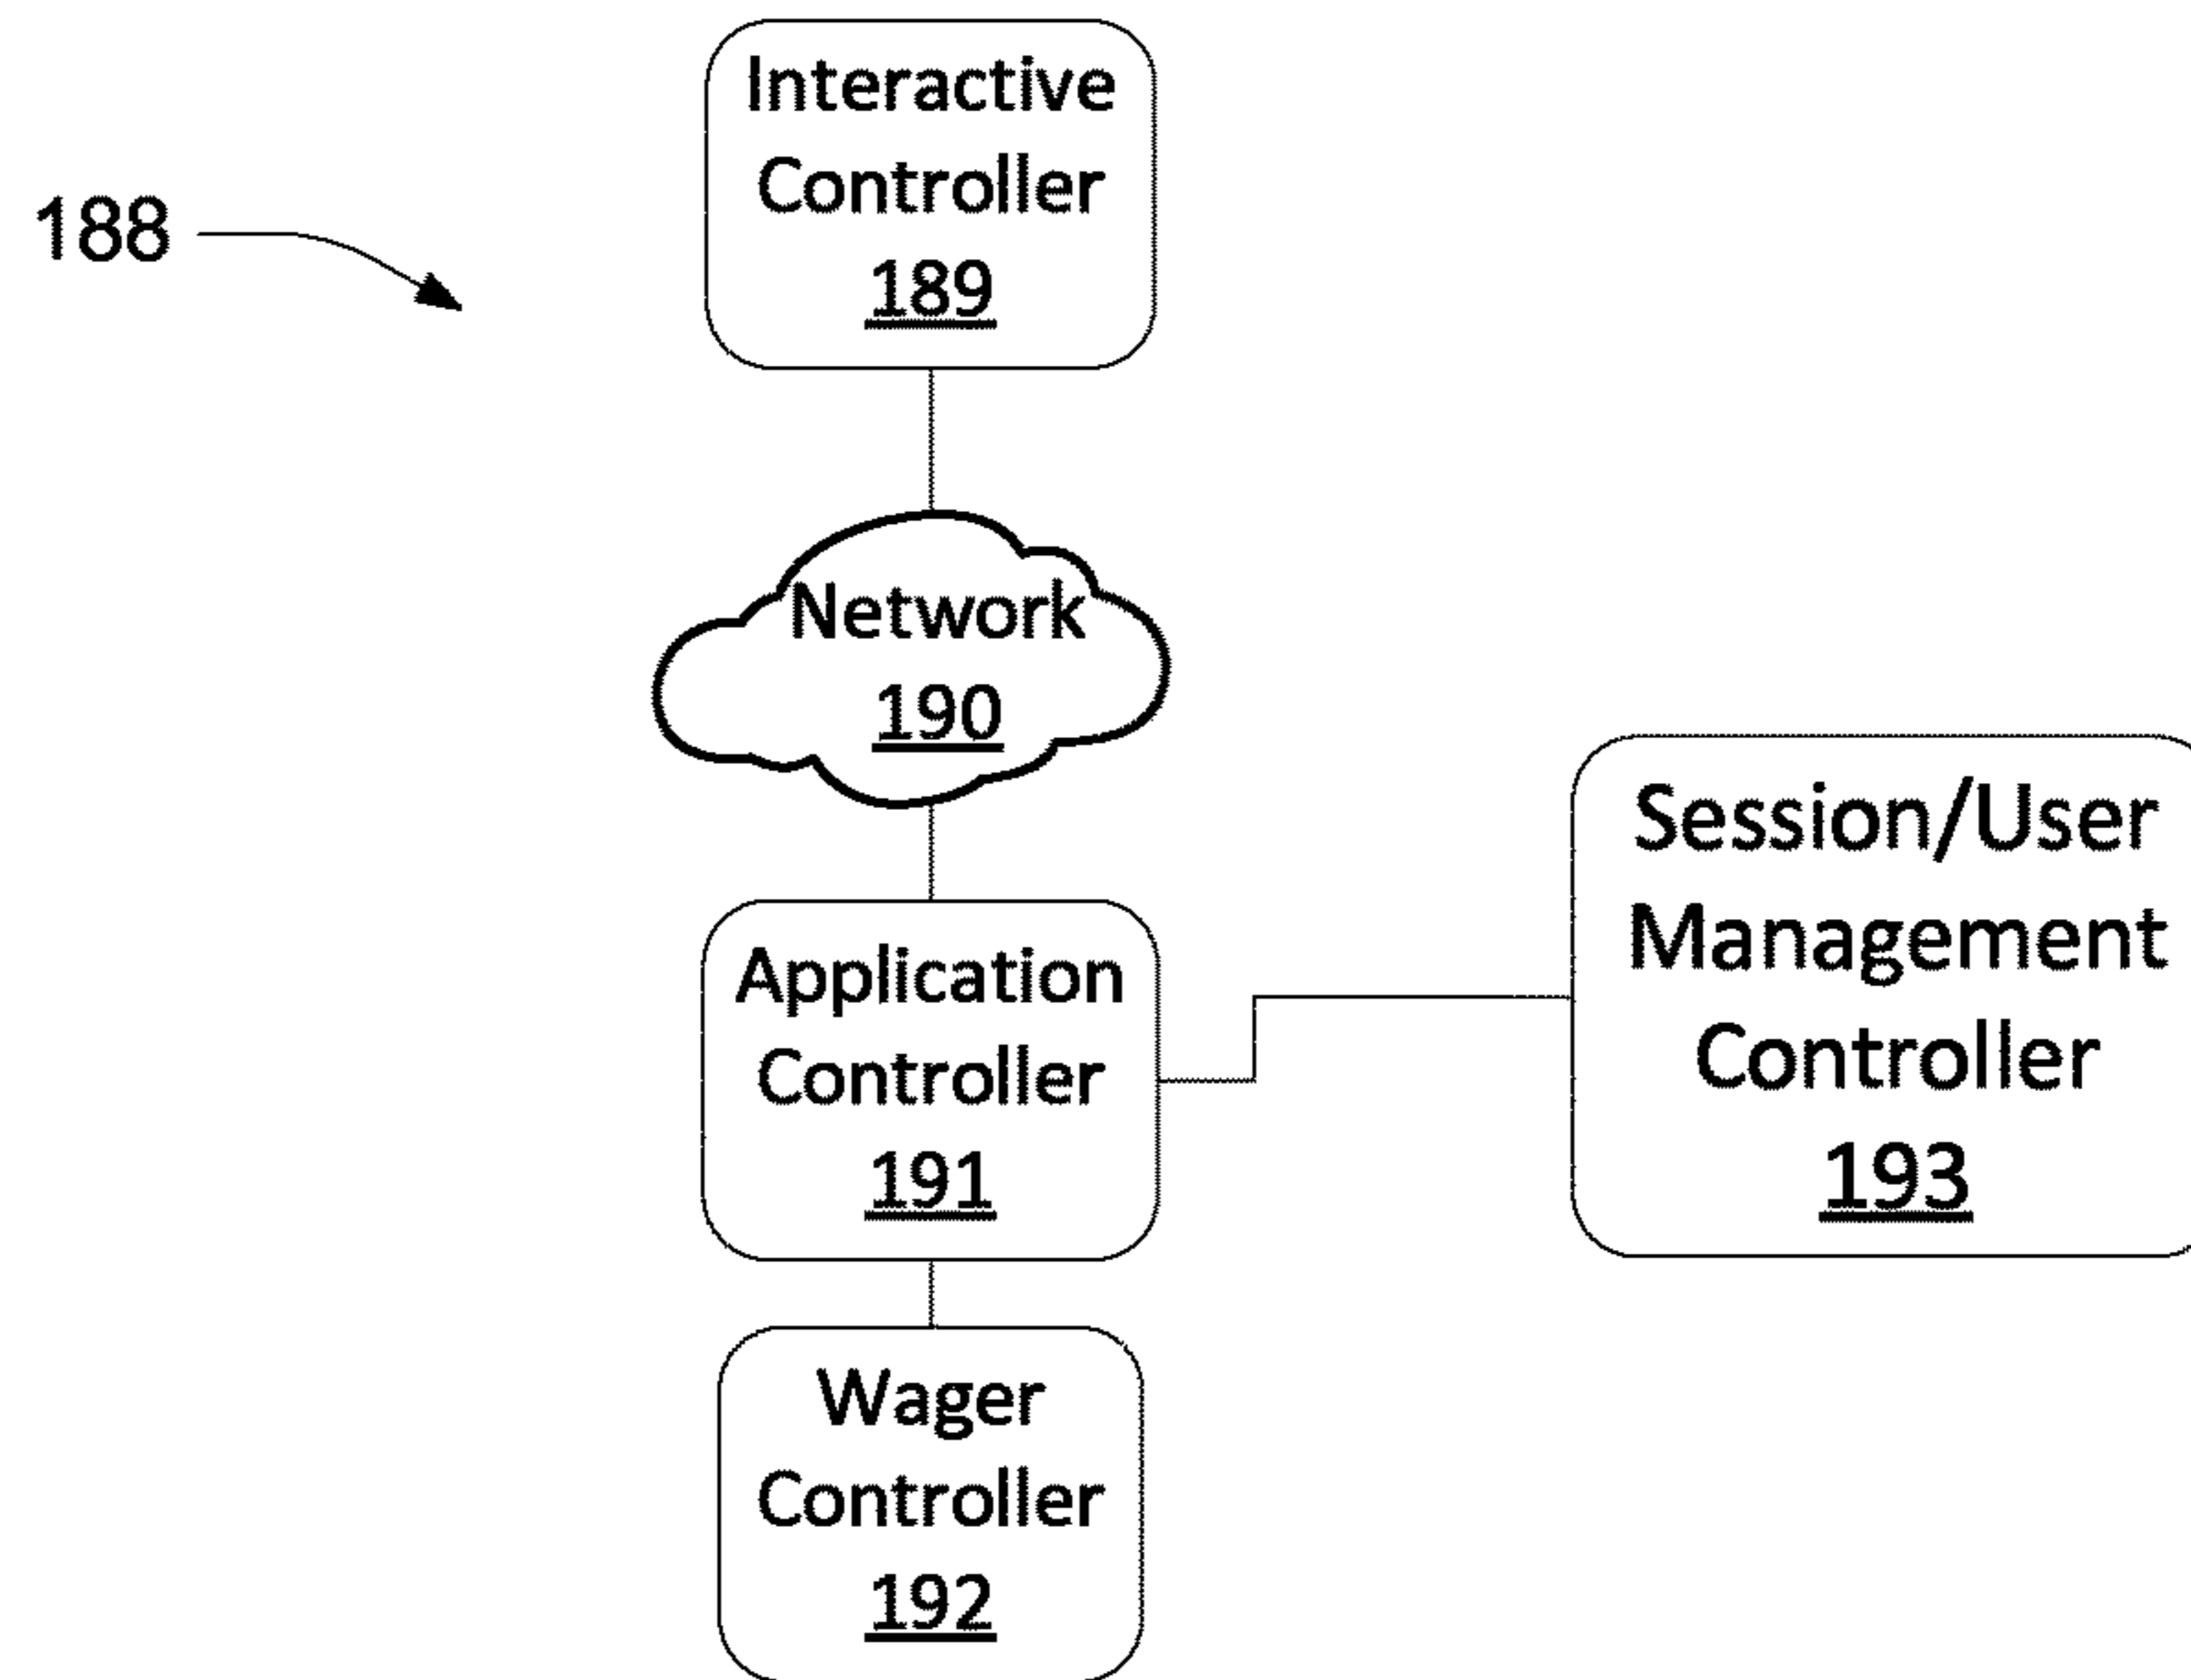 188
Interactive
Controller
189
Network
190
Application
Controller
191
Session/User
Management
Controller
193
Wager
Controller
192